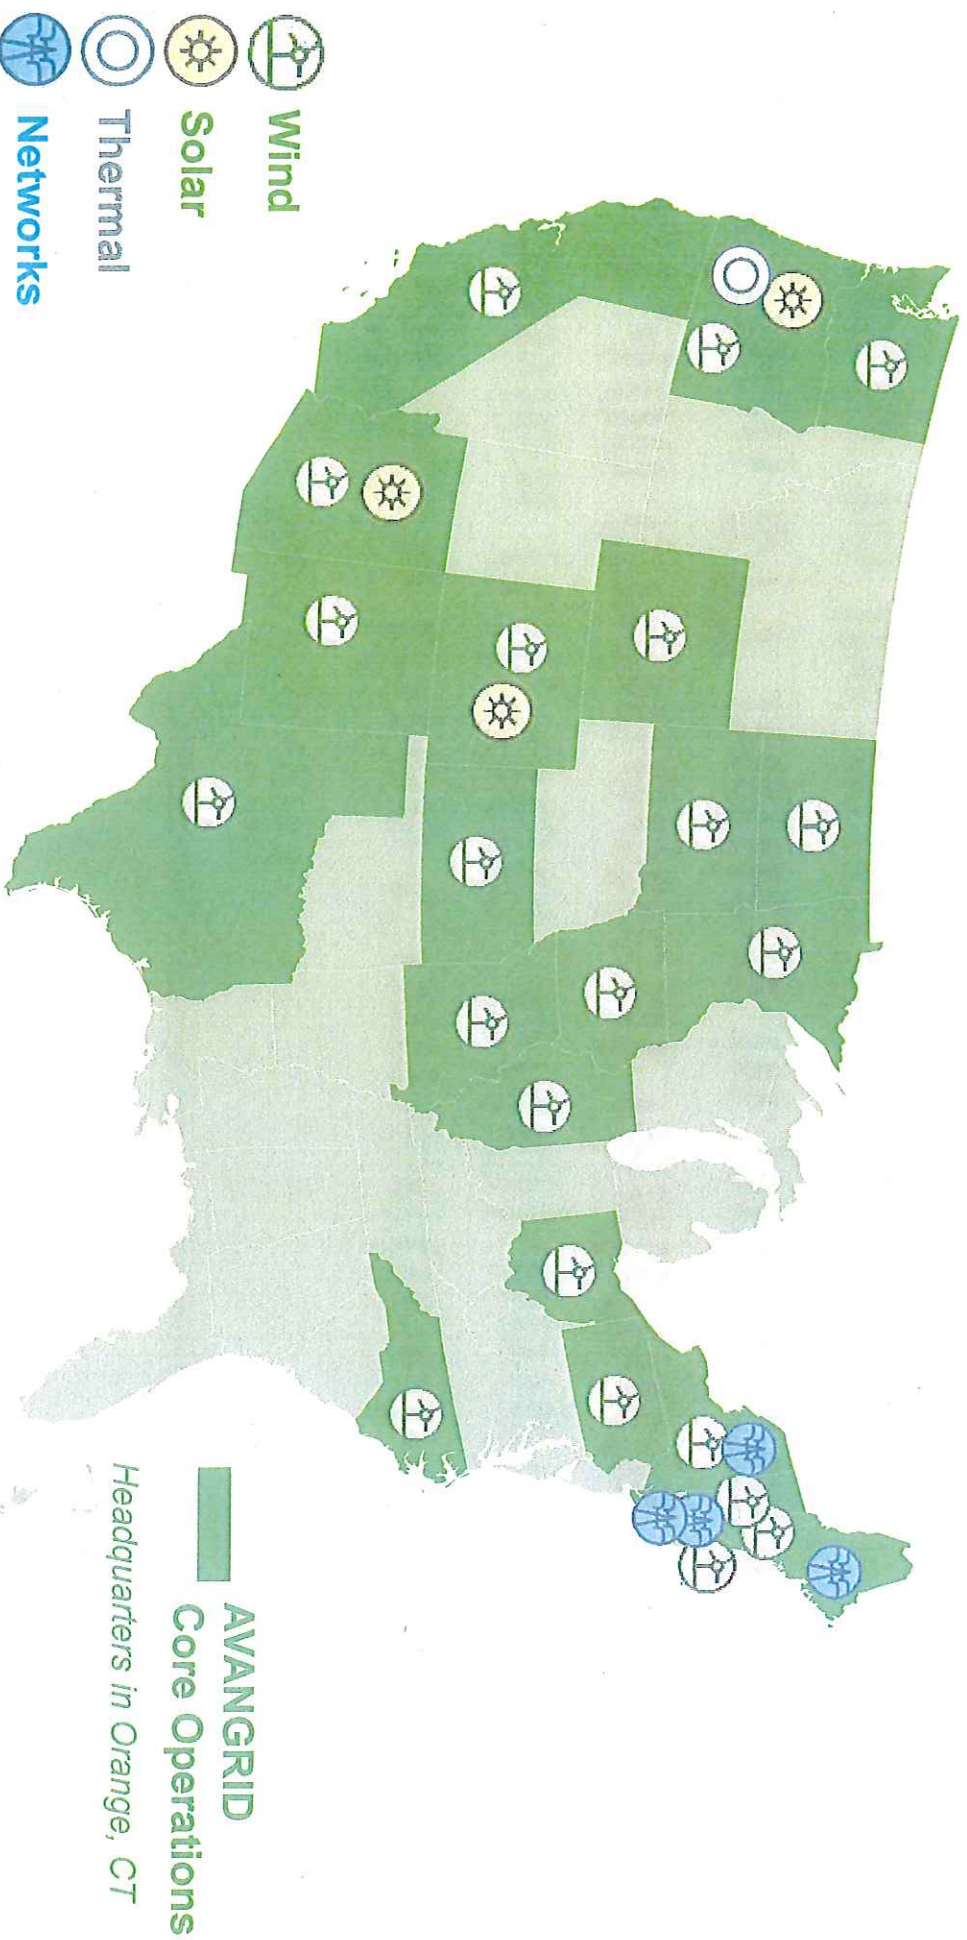 Wind
Solar
Thermal
Networks
AVANGRID
Core Operations
Headquarters in Orange, CT